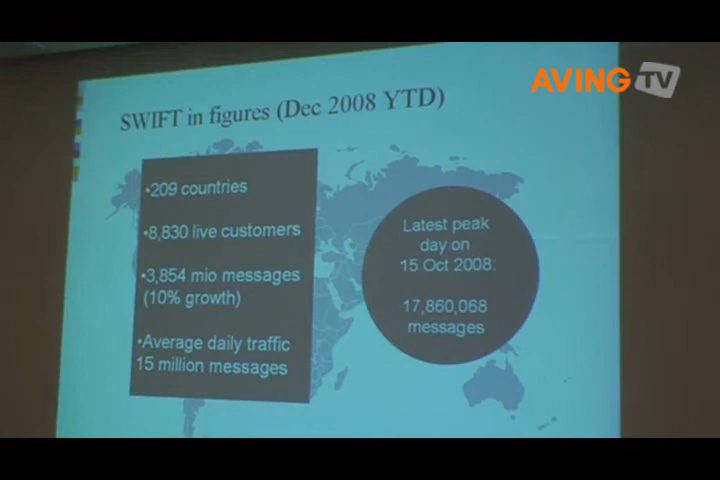 AVING TV
SWIFT in figures (Dec 2008 YTD)
•209 countries
•8,830 live customers
•3,854 mio messages
(10% growth)
•Average daily traffic
15 million messages
Latest peak
day on
15 Oct 2008:
17,860,068
messages